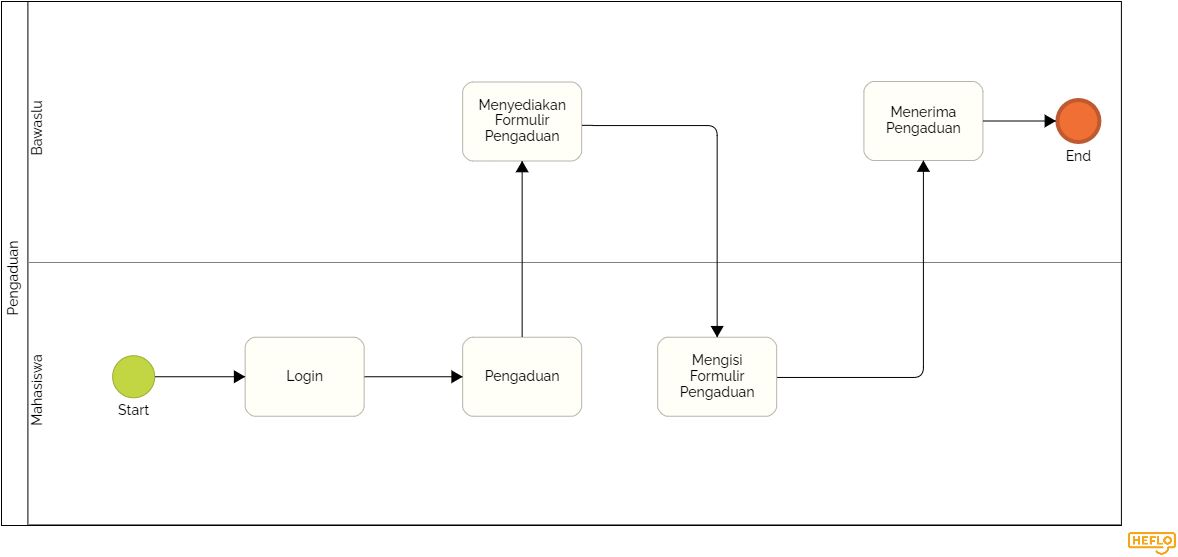 Pengaduan
Bawaslu
Menyediakan
Formulir
Pengaduan
Menerima
Pengaduan
End
Mahasiswa
Start
Login
Pengaduan
Mengisi
Formulir
Pengaduan
HEFLO